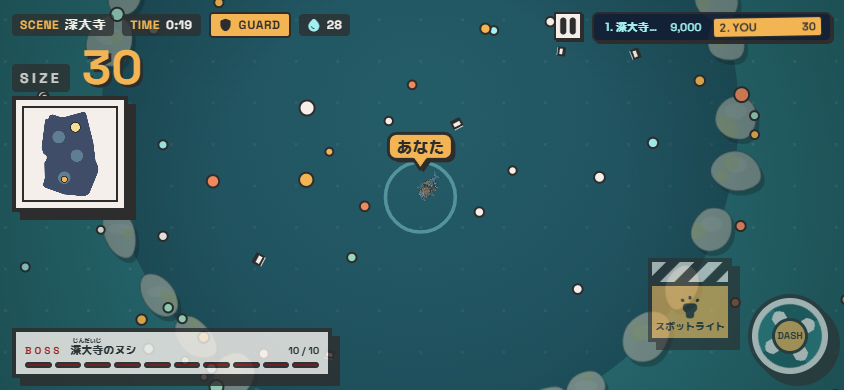 SCENE 深大寺 TIME 0:19 GUARD 28
1. 深大寺... 9,000 2. YOU 30
SIZE 30
あなた
スポットライト
DASH
じんだいじ
BOSS 深大寺のヌシ 10 / 10